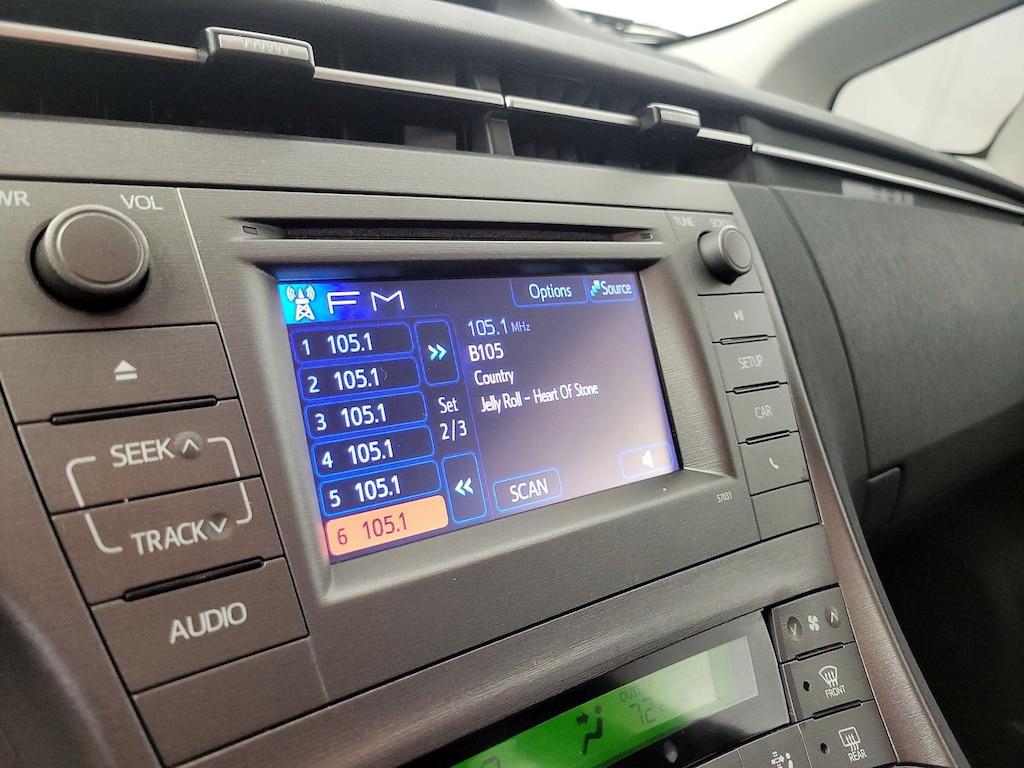 VOL
TUNE
FM
Options
Source
1 105.1
2 105.1
3 105.1
4 105.1
5 105.1
6 105.1
Set
2/3
105.1 MHz
B105
Country
Jelly Roll - Heart Of Stone
SCAN
SEEK
TRACK
AUDIO
SETUP
CAR
57031
72
FRONT
REAR